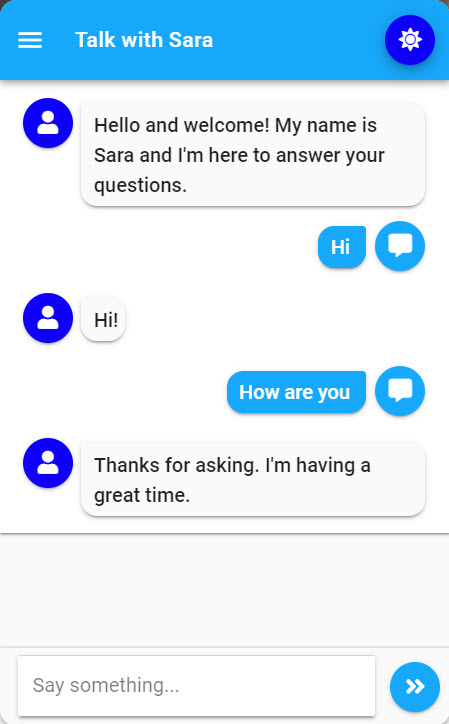 Talk with Sara
Hello and welcome! My name is
Sara and I'm here to answer your
questions.
Hi
Hi!
How are you
Thanks for asking. I'm having a
great time.
Say something...